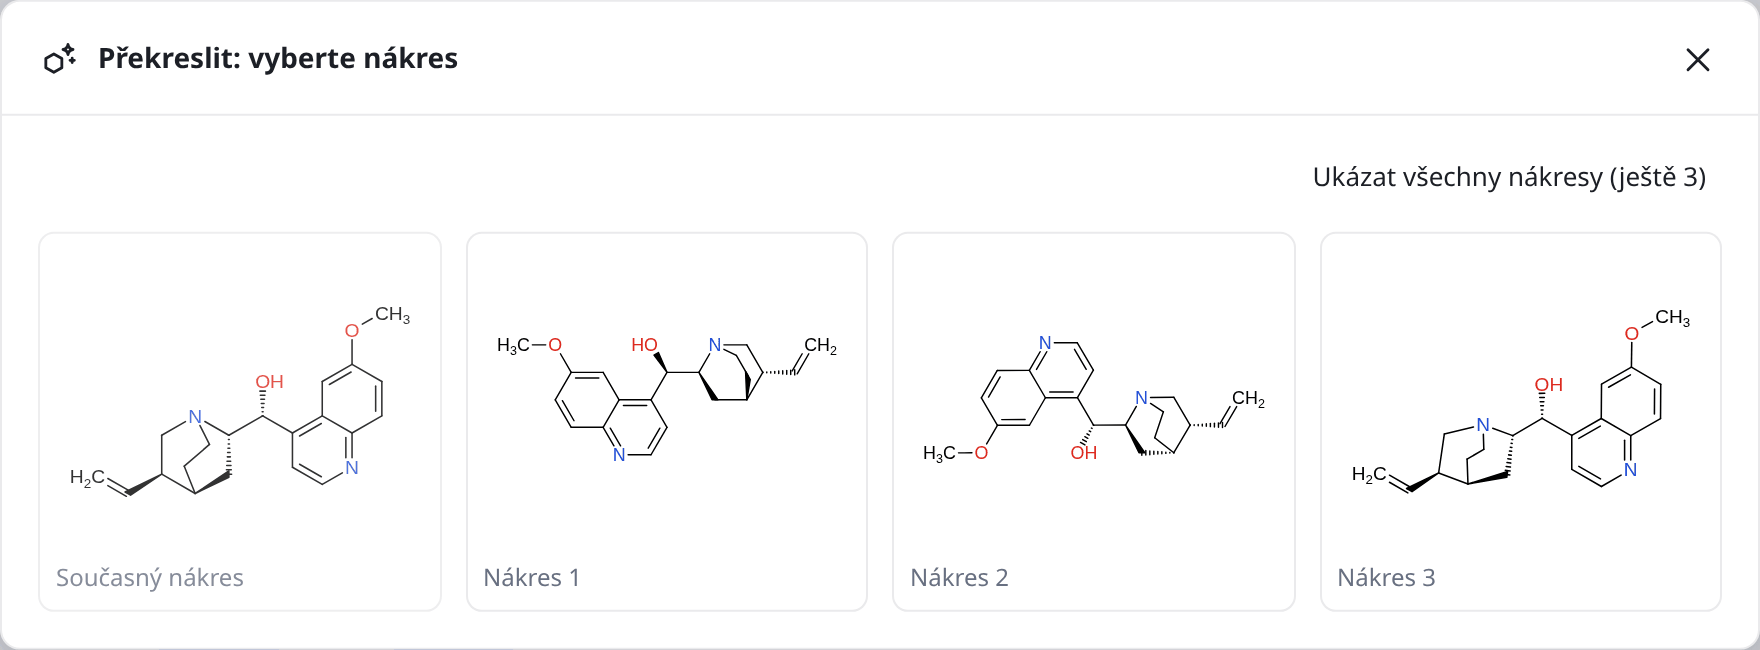 Překreslit: vyberte nákres
Ukázat všechny nákresy (ještě 3)
CH3
O
OH
N
H2C
N
Současný nákres
H3C
O
HO
N
CH2
N
Nákres 1
N
N
CH2
H3C
O
OH
Nákres 2
CH3
O
OH
N
H2C
N
Nákres 3